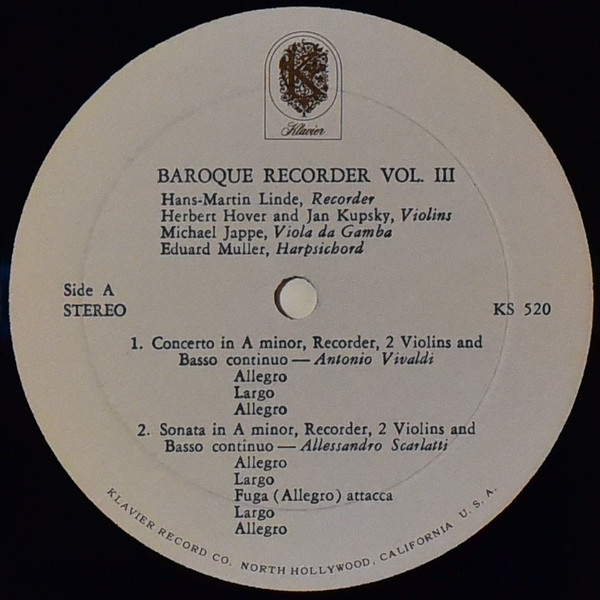 K
Klavier
BAROQUE RECORDER VOL. III
Hans-Martin Linde, Recorder
Herbert Hover and Jan Kupsky, Violins
Michael Jappe, Viola da Gamba
Eduard Muller, Harpsichord
Side A
STEREO
KS 520
1. Concerto in A minor, Recorder, 2 Violins and
Basso continuo — Antonio Vivaldi
Allegro
Largo
Allegro
2. Sonata in A minor, Recorder, 2 Violins and
Basso continuo — Allessandro Scarlatti
Allegro
Largo
Fuga (Allegro) attacca
Largo
Allegro
KLAVIER RECORD CO. NORTH HOLLYWOOD, CALIFORNIA U. S. A.